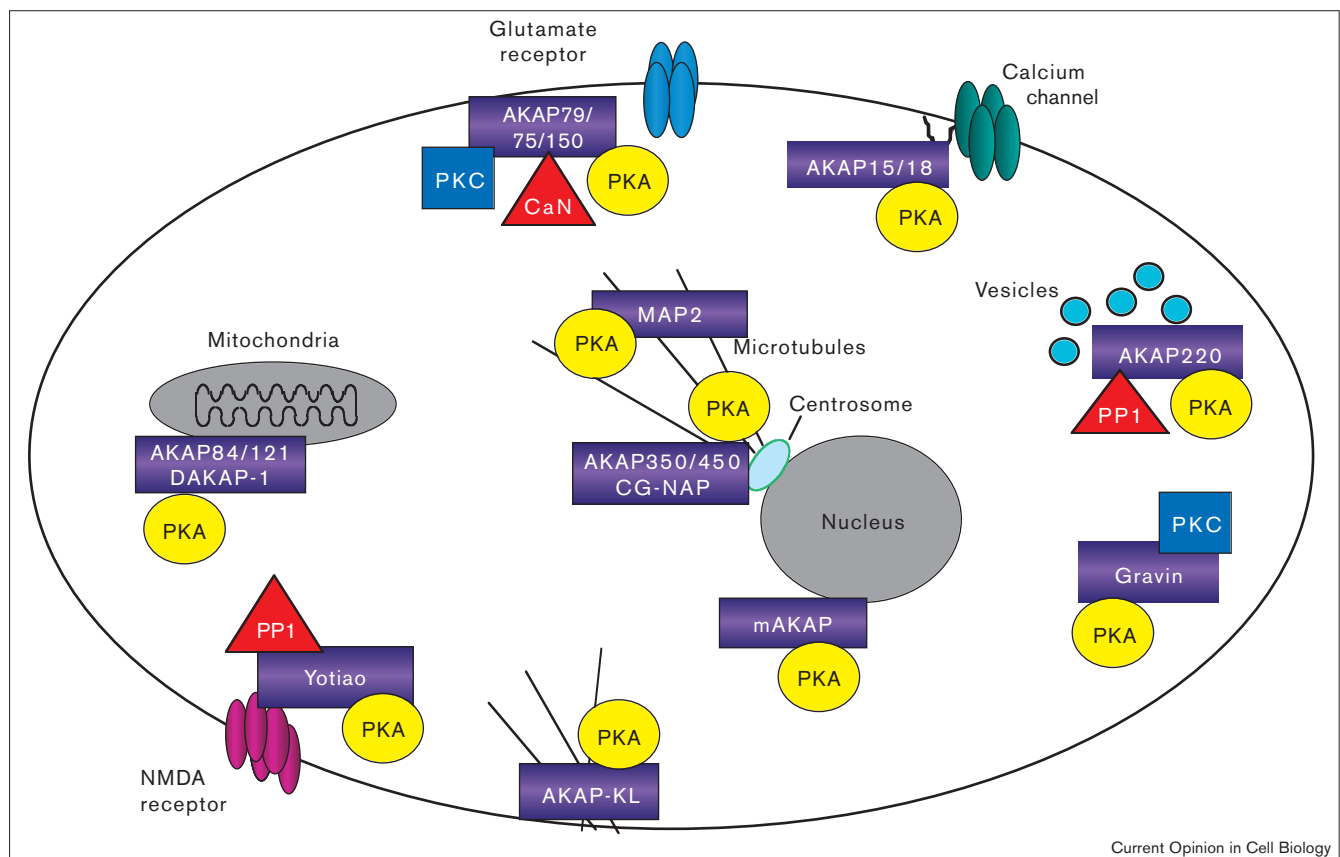 Glutamate
receptor
Calcium
channel
AKAP79/
75/150
PKC
CaN
PKA
AKAP15/18
PKA
Vesicles
MAP2
PKA
Microtubules
Mitochondria
AKAP220
PP1
PKA
PKA
Centrosome
AKAP84/121
DAKAP-1
PKA
AKAP350/450
CG-NAP
Nucleus
PKC
Gravin
PKA
mAKAP
PKA
PP1
Yotiao
PKA
NMDA
receptor
PKA
AKAP-KL
Current Opinion in Cell Biology